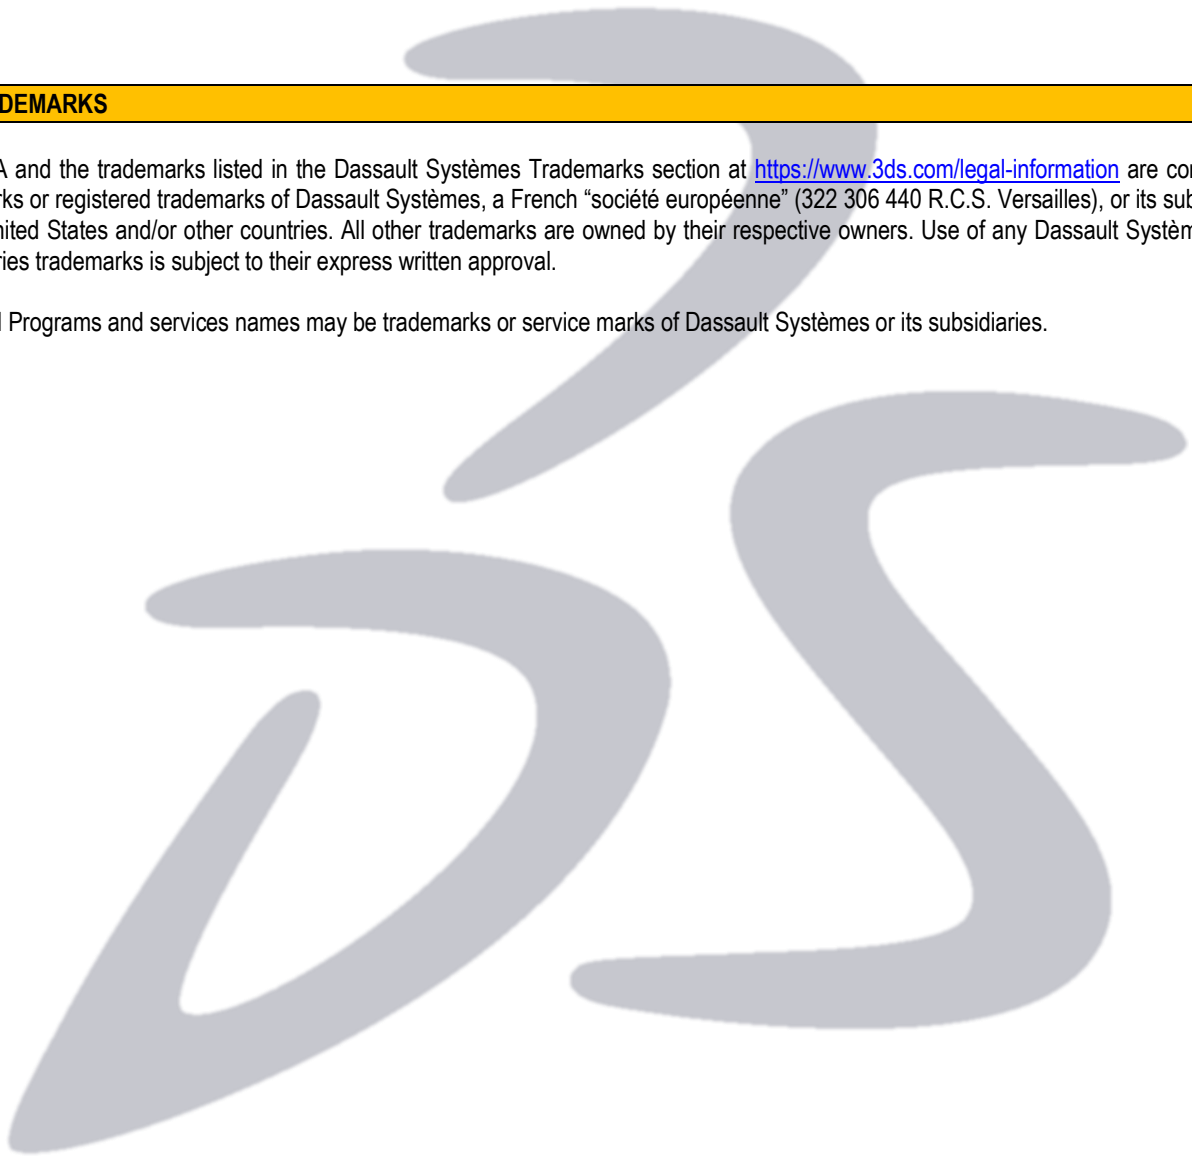 DEMARKS
A and the trademarks listed in the Dassault Systèmes Trademarks section at https://www.3ds.com/legal-information are con
rks or registered trademarks of Dassault Systèmes, a French “société européenne” (322 306 440 R.C.S. Versailles), or its sub
nited States and/or other countries. All other trademarks are owned by their respective owners. Use of any Dassault Systèm
ries trademarks is subject to their express written approval.
Programs and services names may be trademarks or service marks of Dassault Systèmes or its subsidiaries.